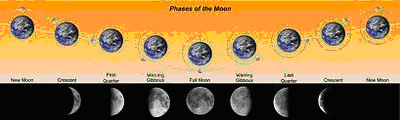 Phases of the Moon
New Moon
Crescent
First
Quarter
Waxing
Gibbous
Full Moon
Waning
Gibbous
Last
Quarter
Crescent
New Moon